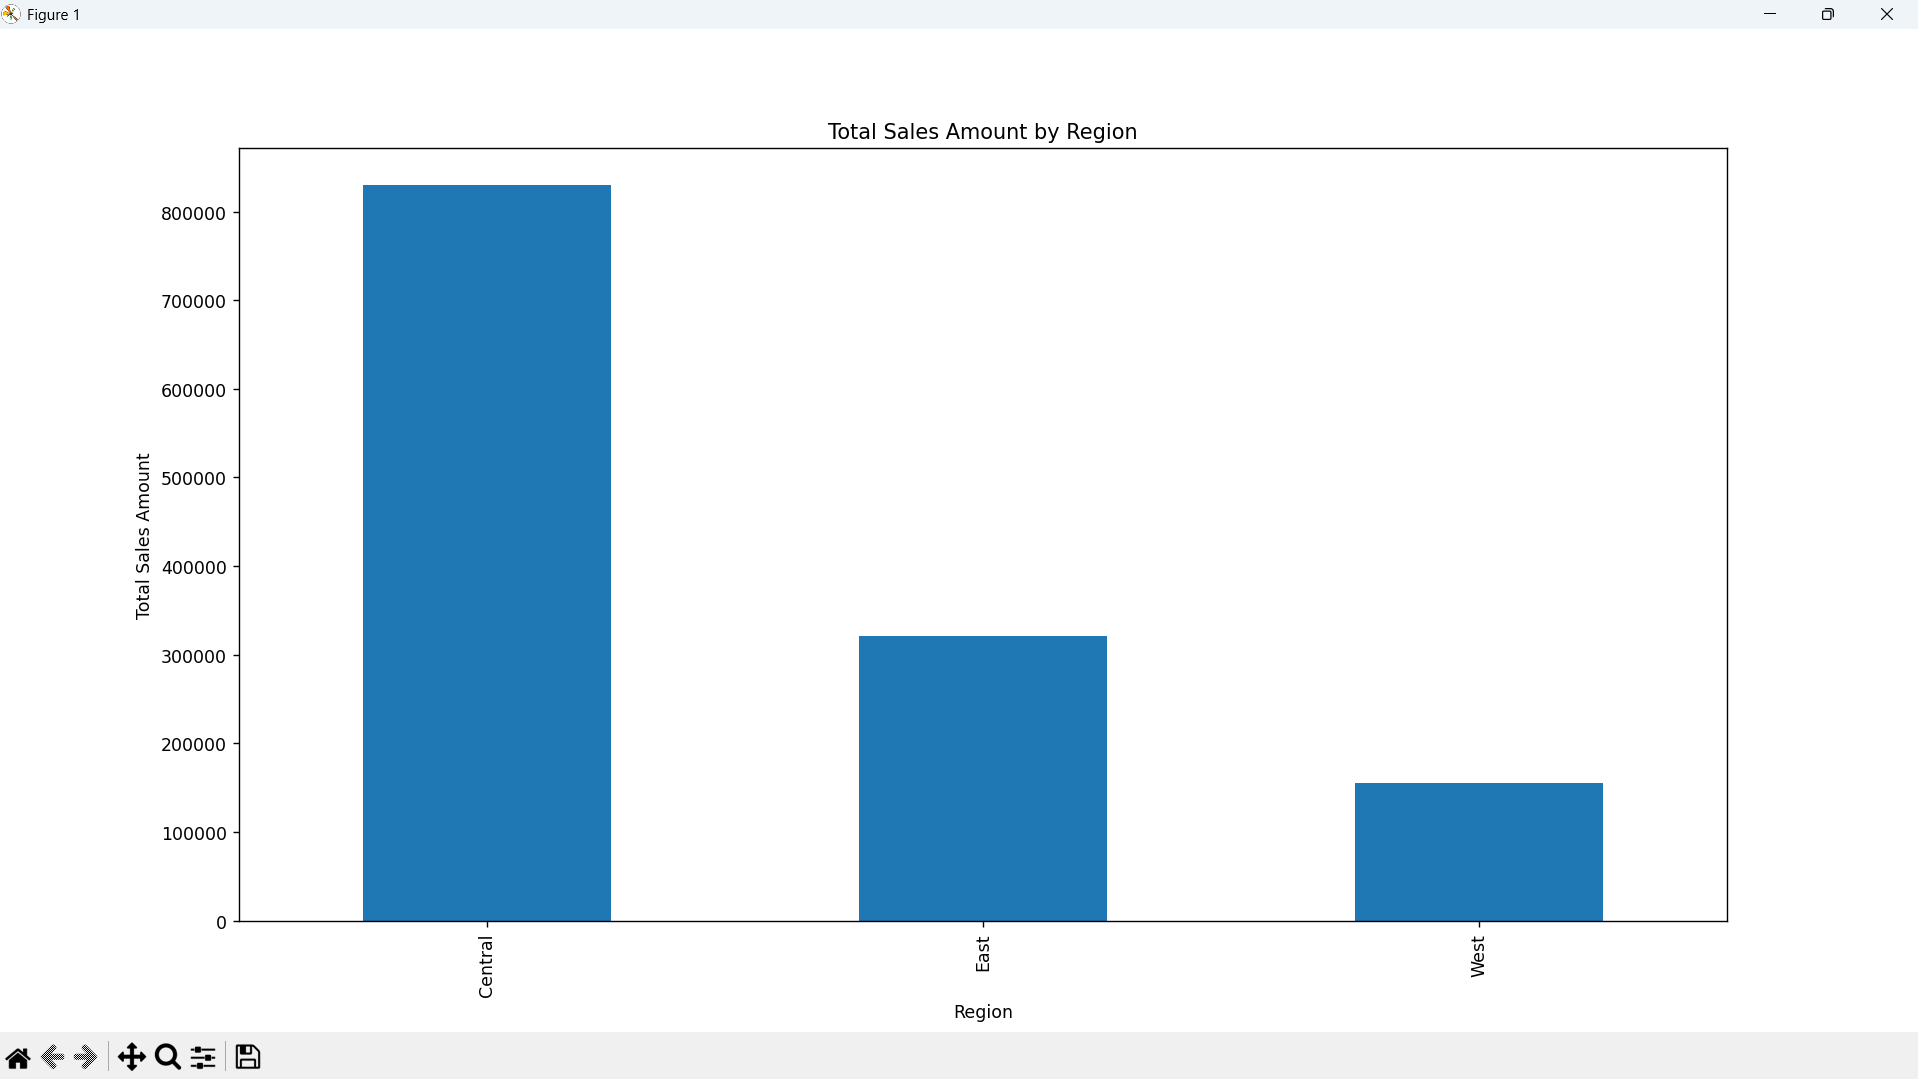 Figure 1
Total Sales Amount by Region
800000
700000
600000
500000
400000
300000
200000
100000
0
Total Sales Amount
Central
East
West
Region